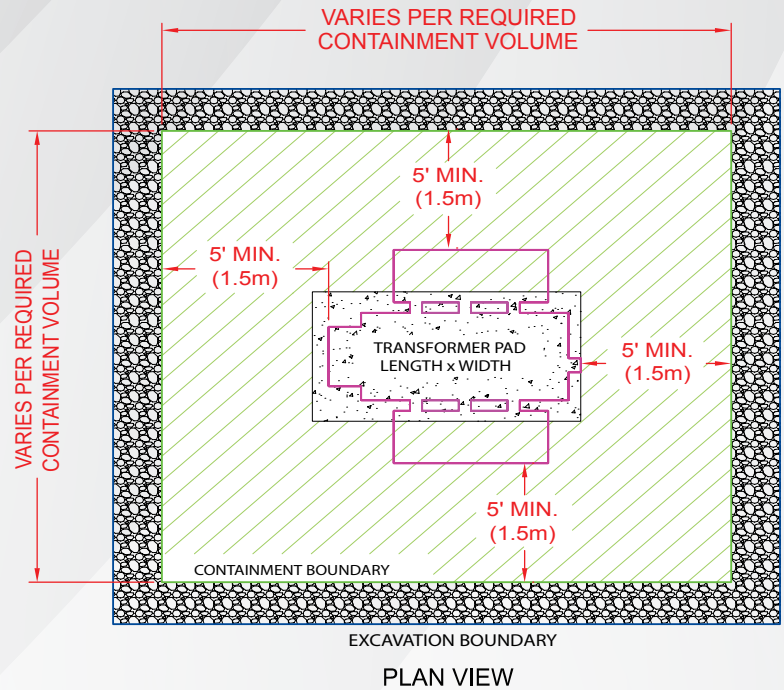 VARIES PER REQUIRED
CONTAINMENT VOLUME
VARIES PER REQUIRED
CONTAINMENT VOLUME
5' MIN.
(1.5m)
5' MIN.
(1.5m)
TRANSFORMER PAD
LENGTH x WIDTH
5' MIN.
(1.5m)
5' MIN.
(1.5m)
CONTAINMENT BOUNDARY
EXCAVATION BOUNDARY
PLAN VIEW